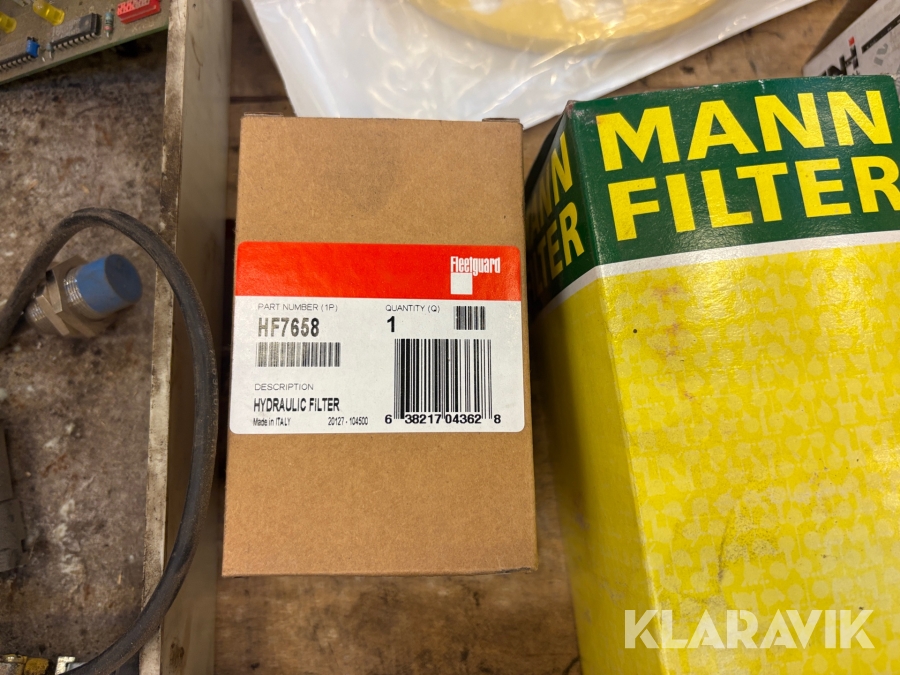 Fleetguard
PART NUMBER (1P)
HF7658
QUANTITY (Q)
1
DESCRIPTION
HYDRAULIC FILTER
Made in ITALY 20127 - 104500
6 38217 04362 8
MANN
FILTER
KLARAVIK